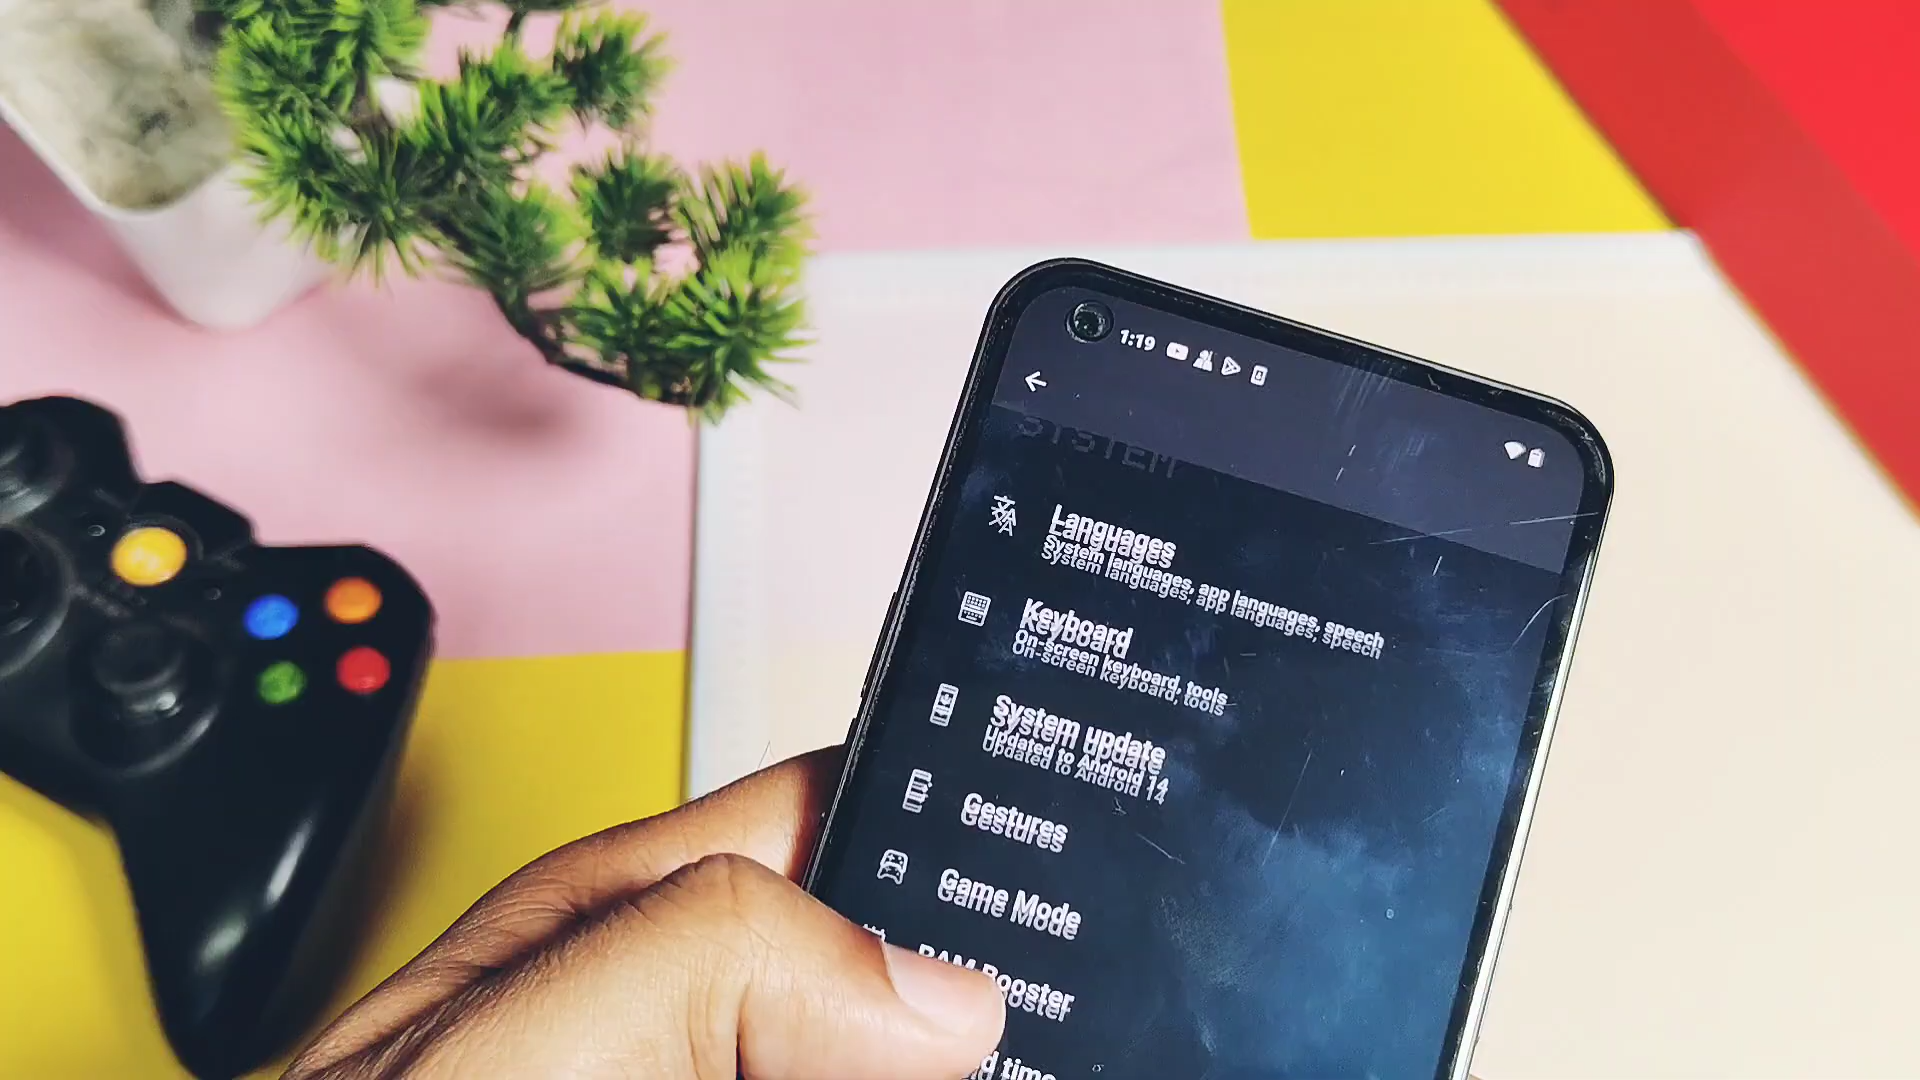 1:19
SYSTEM
Languages
System languages, app languages, speech
Keyboard
On-screen keyboard, tools
System update
Updated to Android 14
Gestures
Game Mode
RAM Booster
time